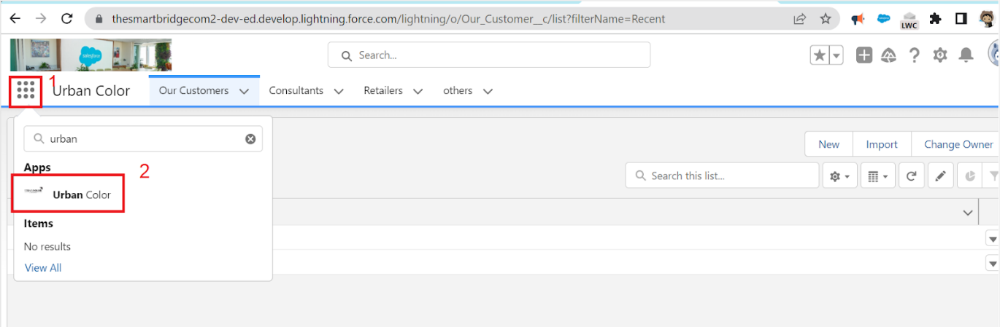 thesmartbridgecom2-dev-ed.develop.lightning.force.com/lightning/o/Our_Customer__c/list?filterName=Recent
LWC
salesforce
Search...
1
Urban Color
Our Customers
Consultants
Retailers
others
urban
Apps
2
Urban Color
Items
No results
View All
New
Import
Change Owner
Search this list...